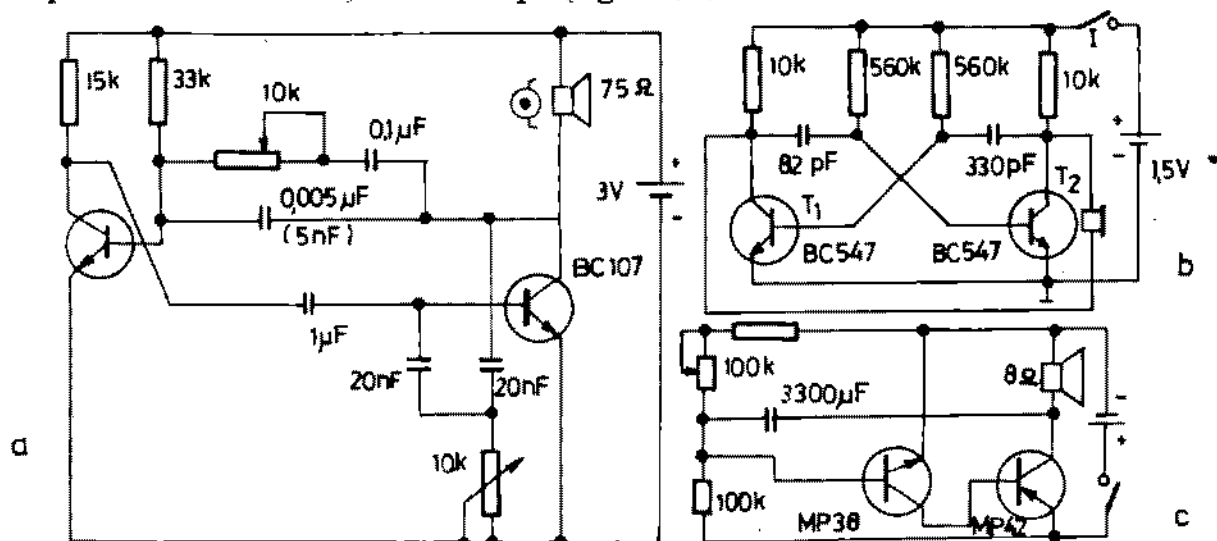 15k
33k
10k
0,1µF
75Ω
0,005µF
(5nF)
3V
+
-
BC107
1µF
20nF
20nF
10k
a
10k
560k
560k
10k
I
82 pF
330pF
+
-
1,5V
T1
T2
BC547
BC547
b
100k
8Ω
3300µF
-
+
100k
MP38
MP42
c